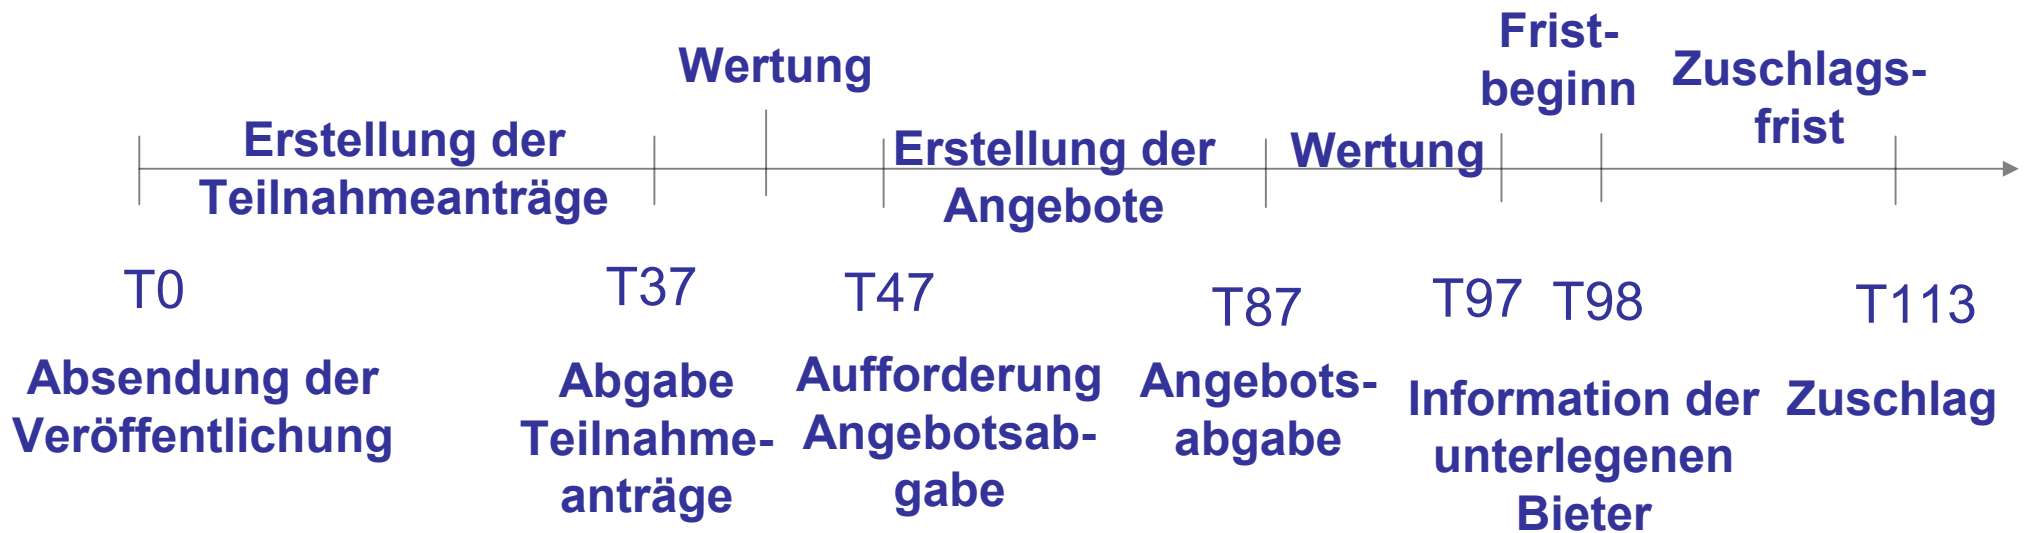 Wertung
Frist-
beginn
Zuschlags-
frist
Erstellung der
Teilnahmeanträge
Erstellung der
Angebote
Wertung
T0
T37
T47
T87
T97
T98
T113
Absendung der
Veröffentlichung
Abgabe
Teilnahme-
anträge
Aufforderung
Angebotsab-
gabe
Angebots-
abgabe
Information der
unterlegenen
Bieter
Zuschlag